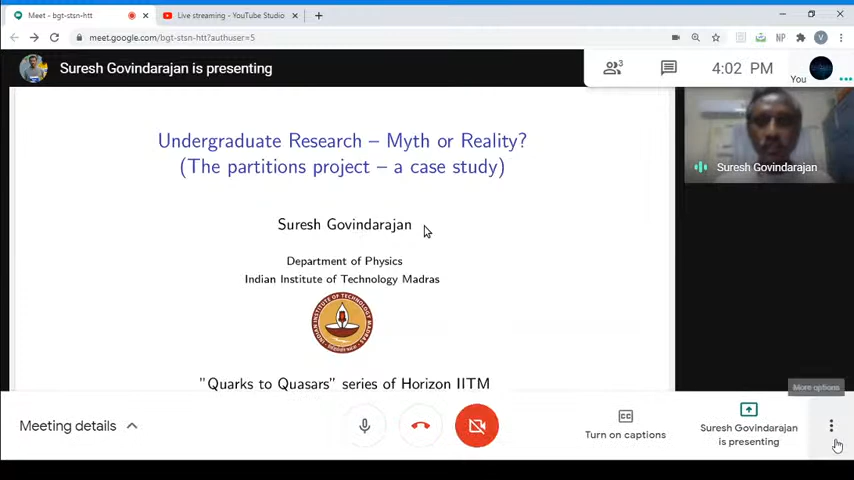 Meet - bgt-stsn-htt
Live streaming - YouTube Studio
meet.google.com/bgt-stsn-htt?authuser=5
NP
V
Suresh Govindarajan is presenting
3
4:02 PM
You
Undergraduate Research – Myth or Reality?
(The partitions project – a case study)
Suresh Govindarajan
Suresh Govindarajan
Department of Physics
Indian Institute of Technology Madras
"Quarks to Quasars" series of Horizon IITM
More options
Meeting details
Turn on captions
Suresh Govindarajan
is presenting